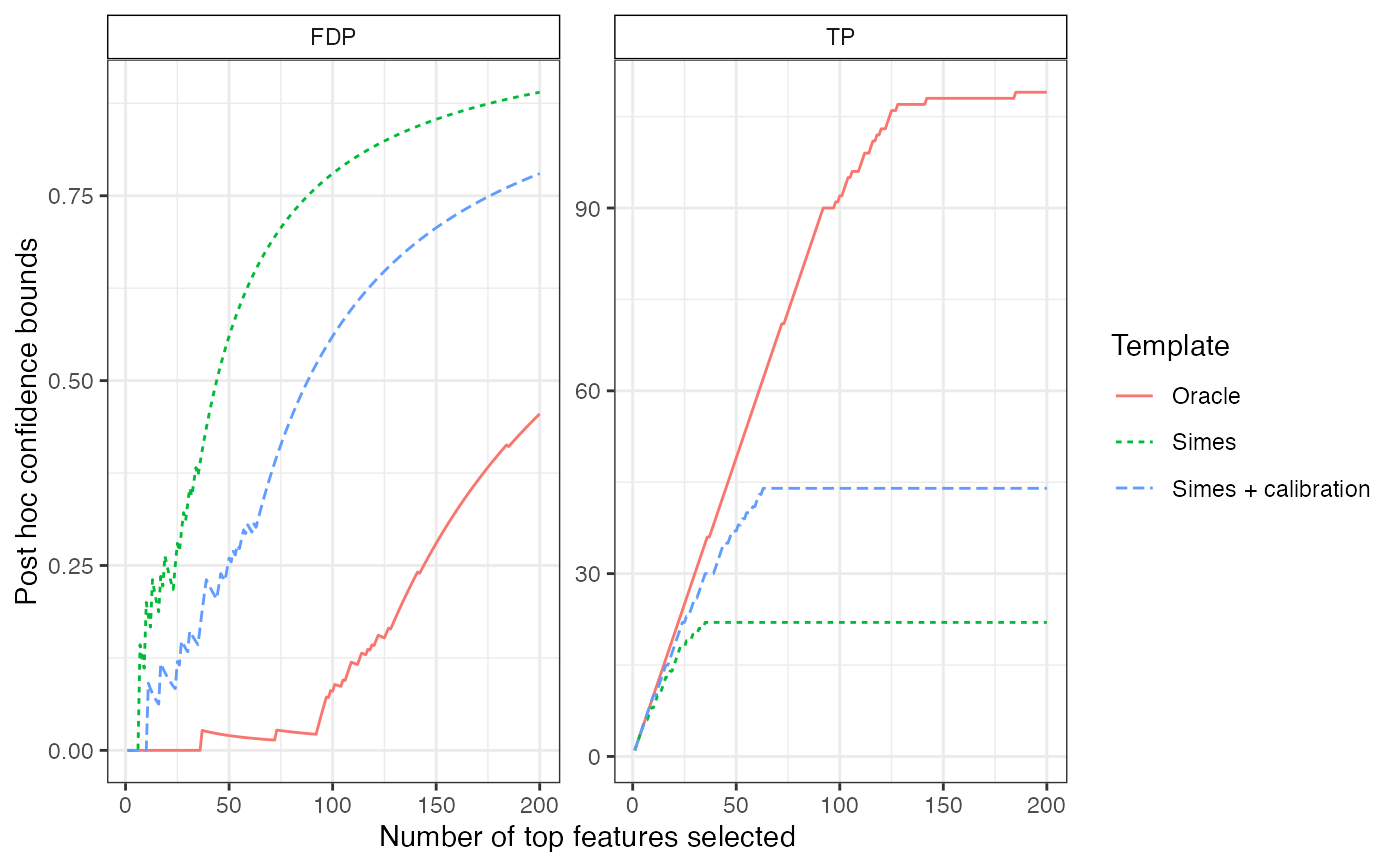 FDP
TP
Post hoc confidence bounds
0.75
0.50
0.25
0.00
0 50 100 150 200
90
60
30
0
0 50 100 150 200
Number of top features selected
Template
Oracle
Simes
Simes + calibration